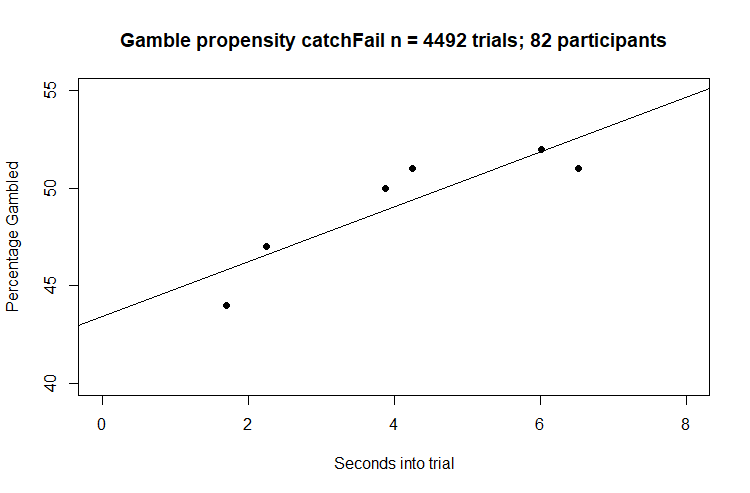 Gamble propensity catchFail n = 4492 trials; 82 participants
Percentage Gambled
55
50
45
40
0 2 4 6 8
Seconds into trial